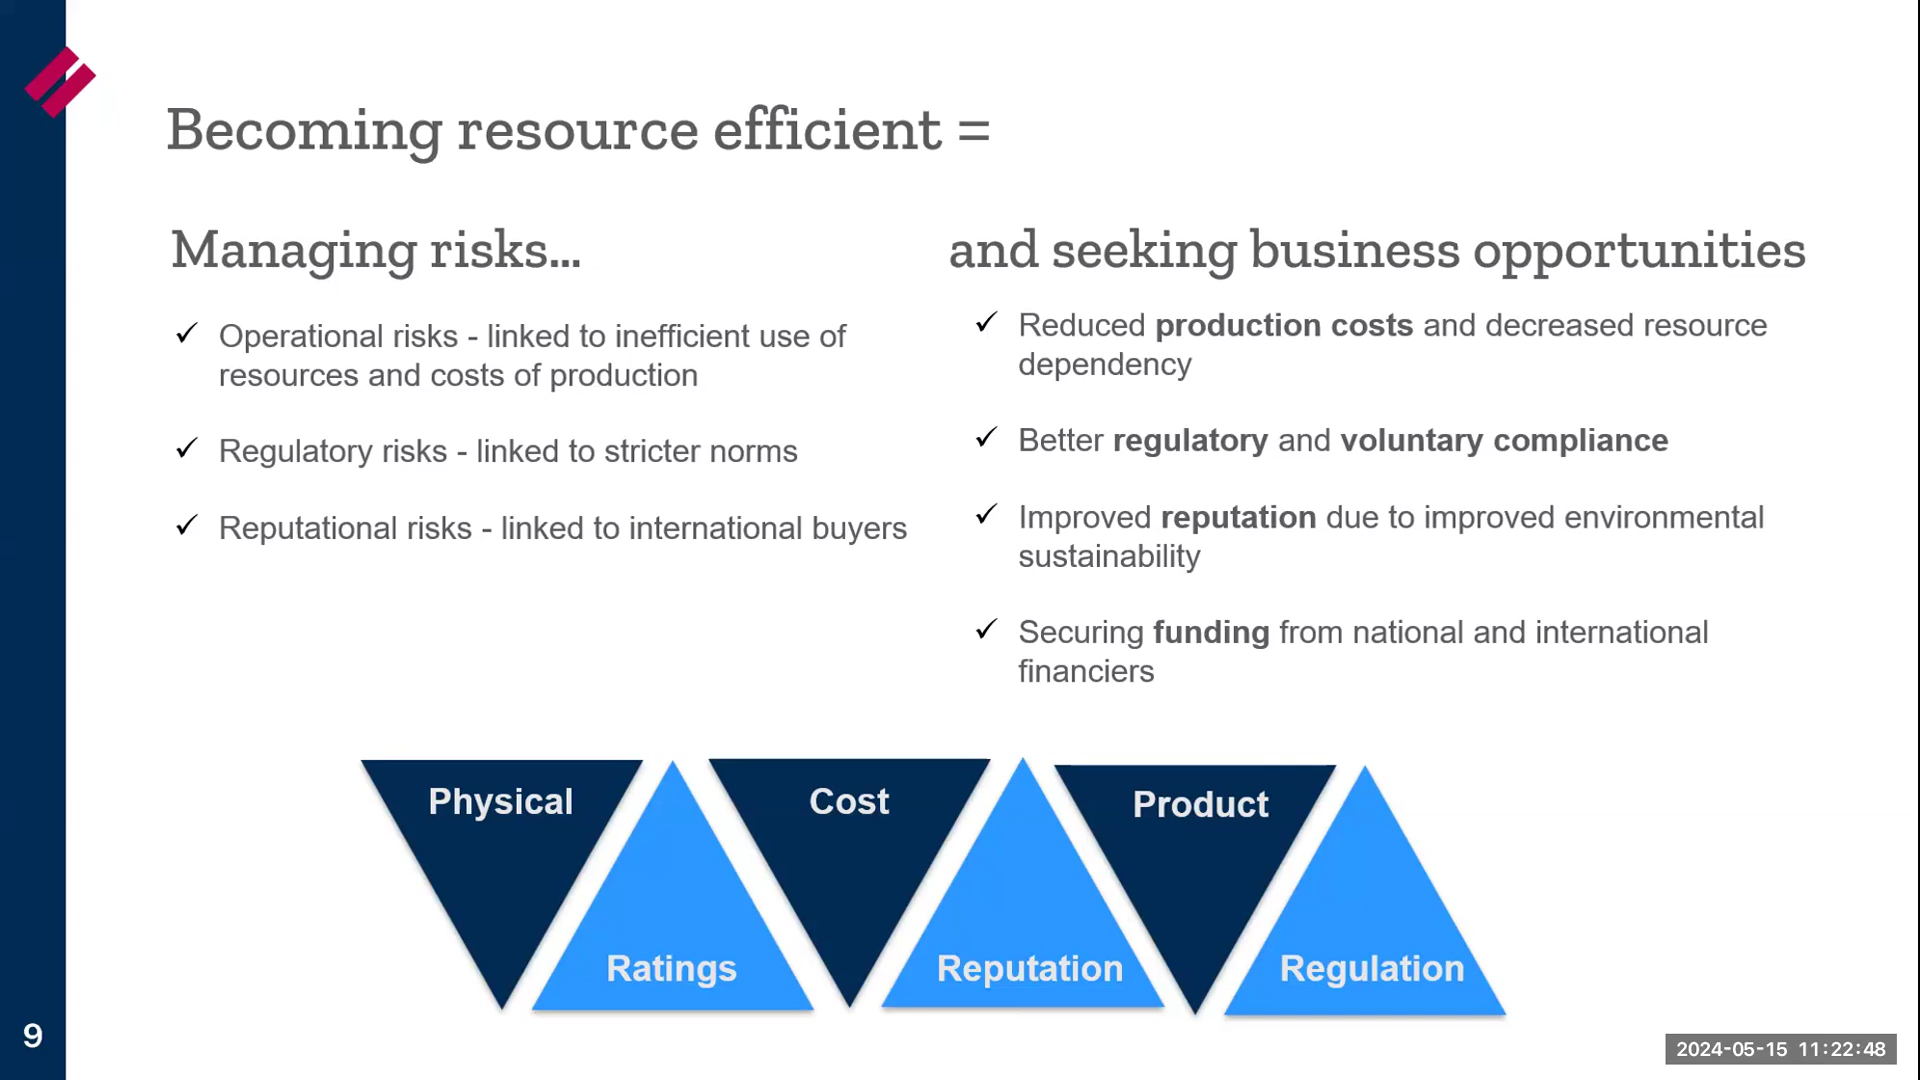 Becoming resource efficient =
Managing risks...
✓ Operational risks - linked to inefficient use of
resources and costs of production
✓ Regulatory risks - linked to stricter norms
✓ Reputational risks - linked to international buyers
and seeking business opportunities
✓ Reduced production costs and decreased resource
dependency
✓ Better regulatory and voluntary compliance
✓ Improved reputation due to improved environmental
sustainability
✓ Securing funding from national and international
financiers
Physical
Ratings
Cost
Reputation
Product
Regulation
9
2024-05-15 11:22:48